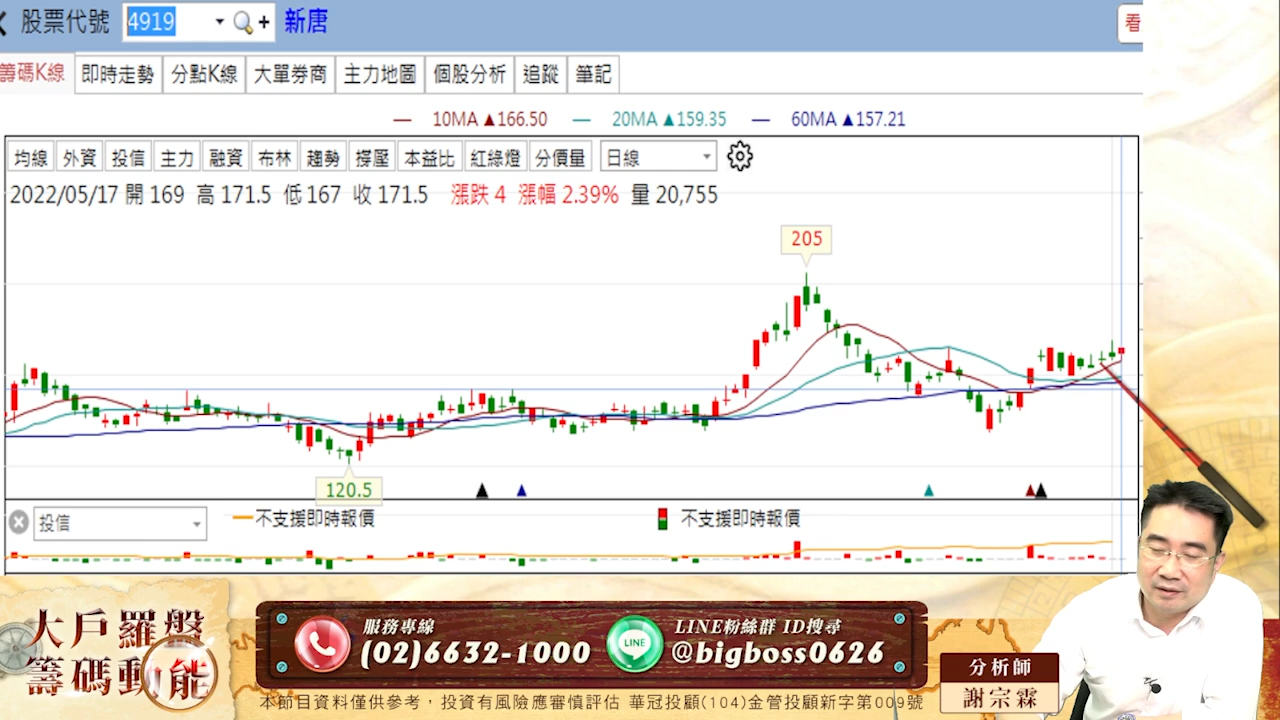 股票代號 4919 新唐
看
籌碼K線 即時走勢 分點K線 大單券商 主力地圖 個股分析 追蹤 筆記
10MA▲166.50 20MA▲159.35 60MA▲157.21
均線 外資 投信 主力 融資 布林 趨勢 撐壓 本益比 紅綠燈 分價量 日線
2022/05/17 開 169 高 171.5 低 167 收 171.5 漲跌 4 漲幅 2.39% 量 20,755
205
120.5
投信 不支援即時報價 不支援即時報價
大戶羅盤
籌碼動能
服務專線
(02)6632-1000
LINE
LINE粉絲群 ID搜尋
@bigboss0626
分析師
謝宗霖
本節目資料僅供參考，投資有風險應審慎評估 華冠投顧(104)金管投顧新字第009號